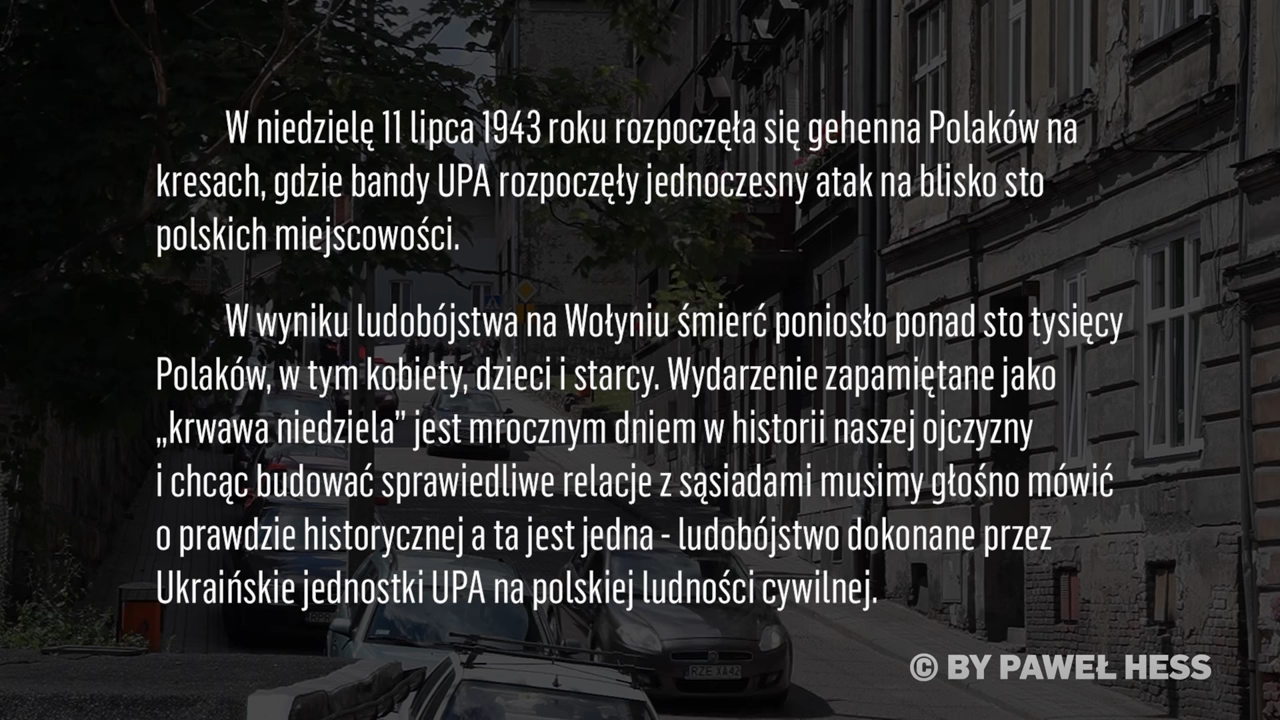 W niedzielę 11 lipca 1943 roku rozpoczęła się gehenna Polaków na
kresach, gdzie bandy UPA rozpoczęły jednoczesny atak na blisko sto
polskich miejscowości.
W wyniku ludobójstwa na Wołyniu śmierć poniosło ponad sto tysięcy
Polaków, w tym kobiety, dzieci i starcy. Wydarzenie zapamiętane jako
„krwawa niedziela” jest mrocznym dniem w historii naszej ojczyzny
i chcąc budować sprawiedliwe relacje z sąsiadami musimy głośno mówić
o prawdzie historycznej a ta jest jedna - ludobójstwo dokonane przez
Ukraińskie jednostki UPA na polskiej ludności cywilnej.
RZE YA42
© BY PAWEŁ HESS